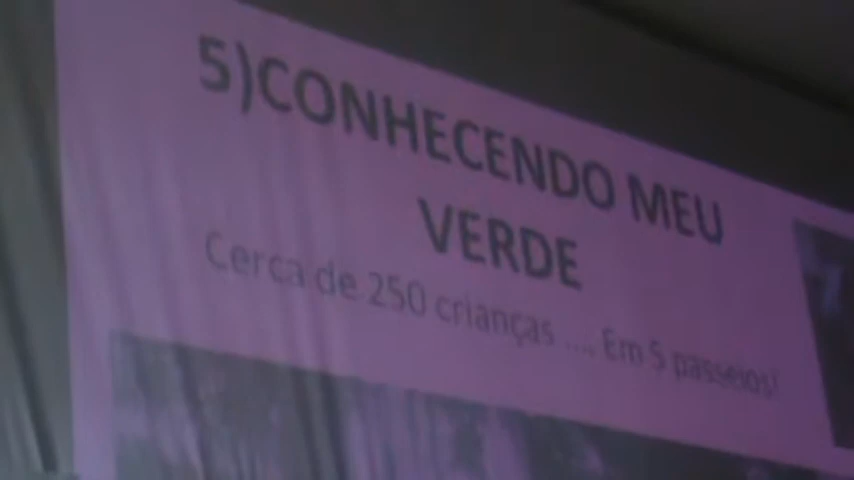 5)CONHECENDO MEU
VERDE
Cerca de 250 crianças .... Em 5 passeios!